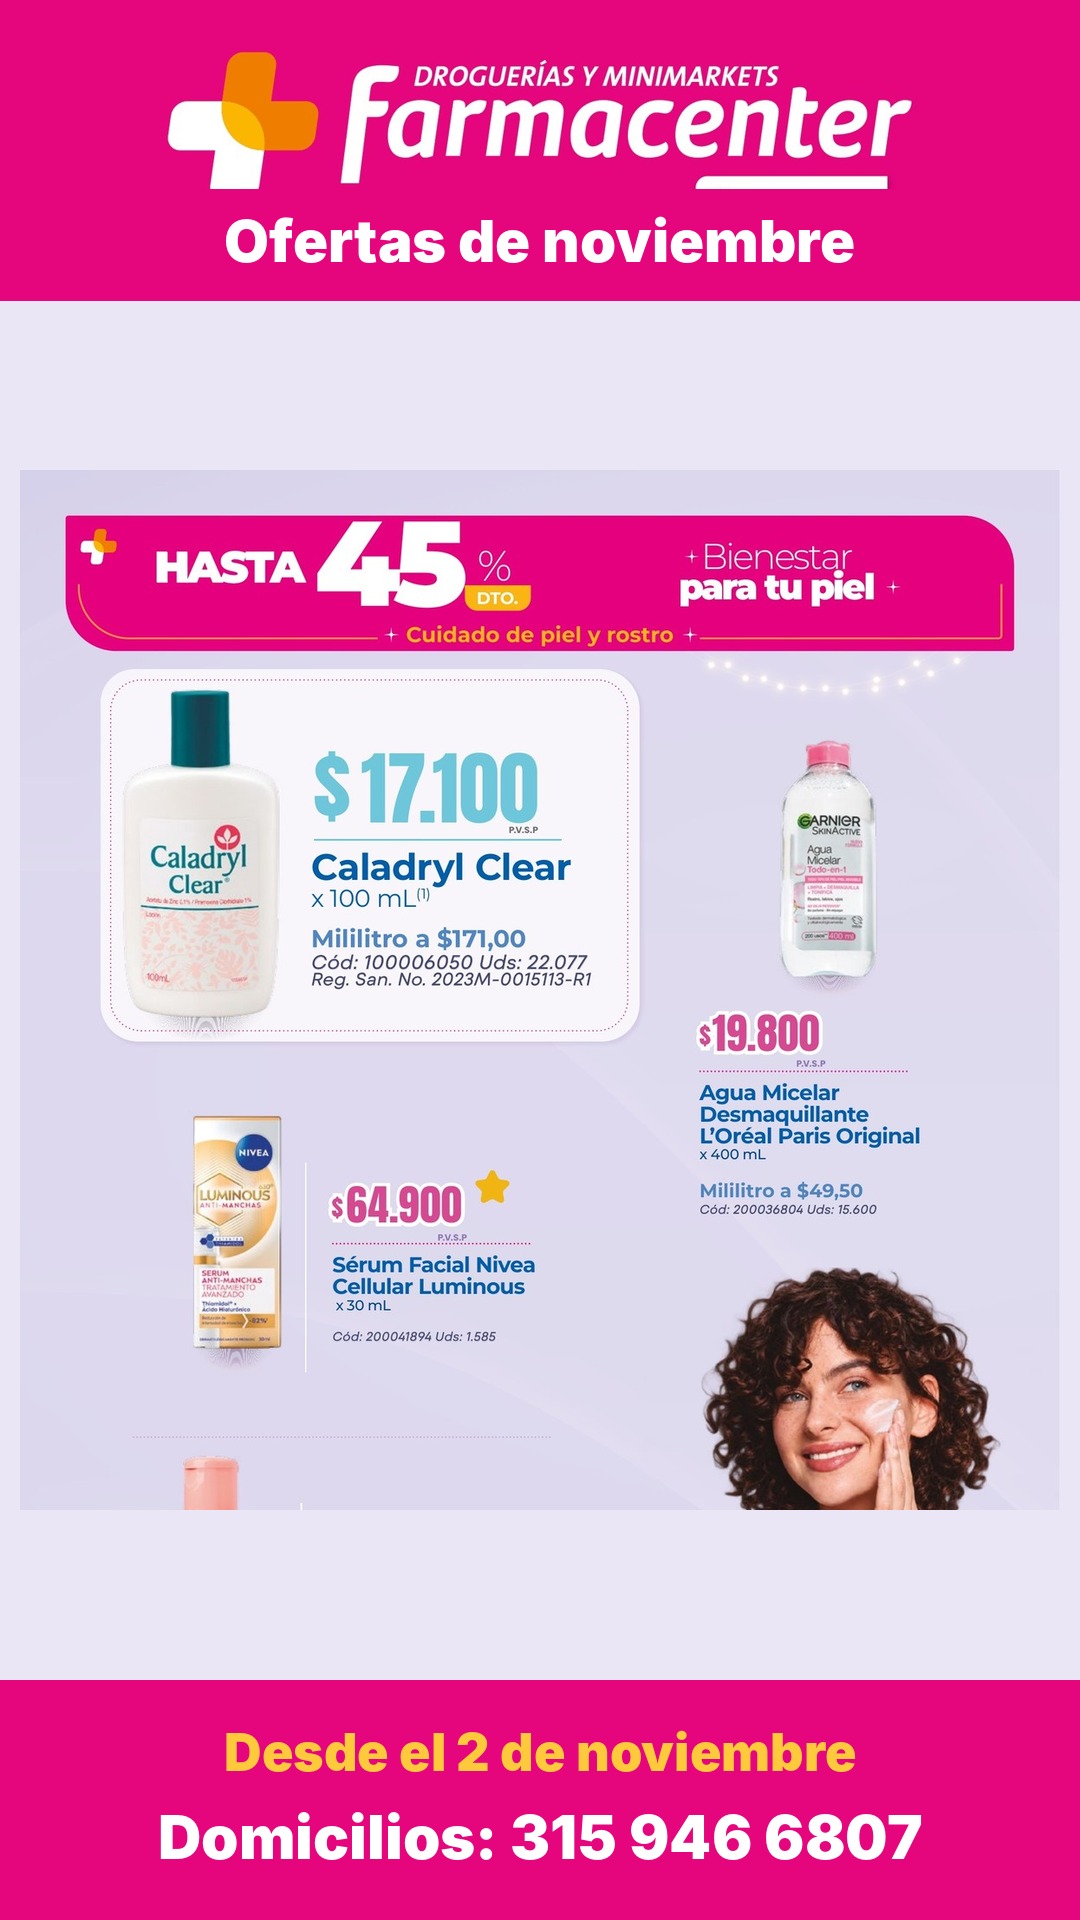 DROGUERÍAS Y MINIMARKETS
farmacenter
Ofertas de noviembre
HASTA 45% DTO.
Bienestar
para tu piel
Cuidado de piel y rostro
Caladryl
Clear
100mL
$17.100
P.V.S.P
Caladryl Clear
x 100 mL(1)
Mililitro a $171,00
Cód: 100006050 Uds: 22.077
Reg. San. No. 2023M-0015113-R1
GARNIER
SKINACTIVE
Agua
Micelar
Todo-en-1
400 ml
$19.800
P.V.S.P
Agua Micelar
Desmaquillante
L'Oréal Paris Original
x 400 mL
Mililitro a $49,50
Cód: 200036804 Uds: 15.600
NIVEA
LUMINOUS
ANTI-MANCHAS
SERUM
ANTI-MANCHAS
TRATAMIENTO
AVANZADO
Thiamidol® +
Ácido Hialurónico
$64.900
P.V.S.P
Sérum Facial Nivea
Cellular Luminous
x 30 mL
Cód: 200041894 Uds: 1.585
Desde el 2 de noviembre
Domicilios: 315 946 6807